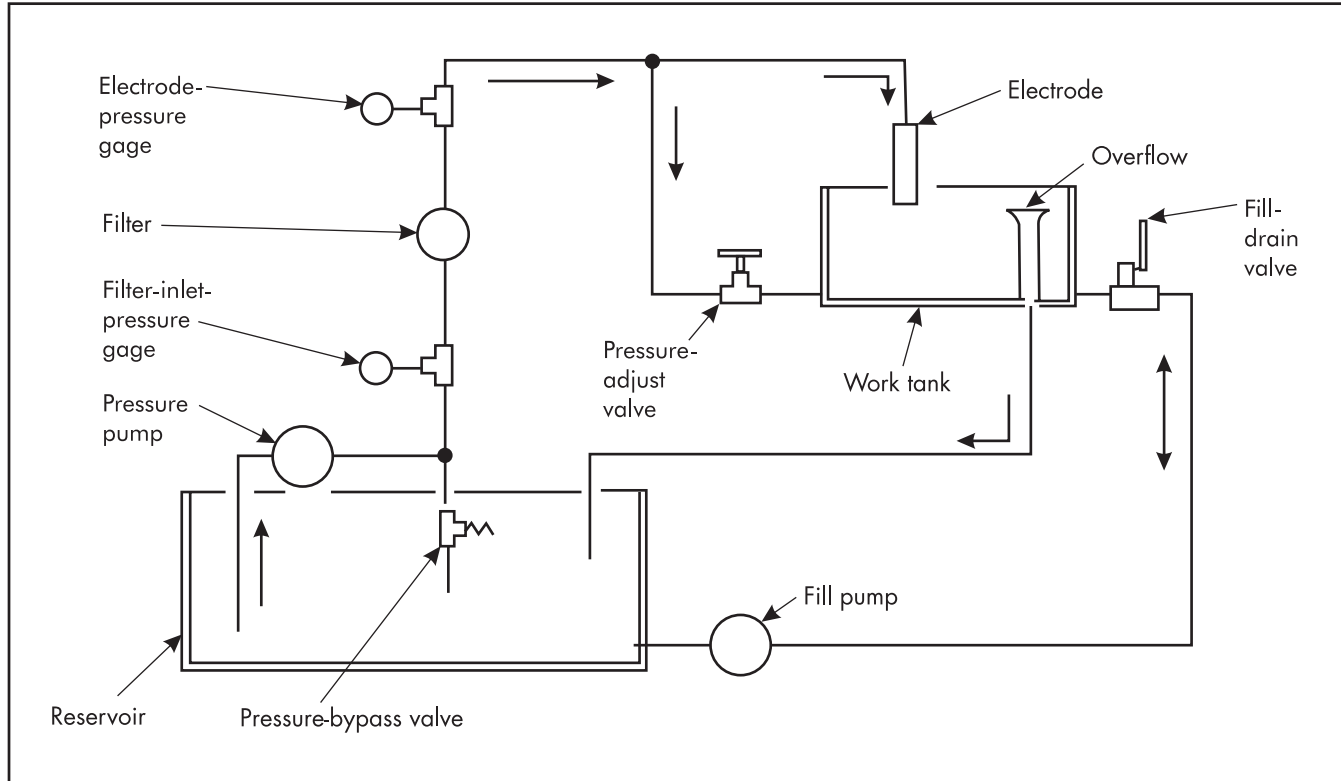 Electrode-
pressure
gage
Electrode
Overflow
Fill-
drain
valve
Filter
Filter-inlet-
pressure
gage
Pressure-
adjust
valve
Work tank
Pressure
pump
Fill pump
Reservoir
Pressure-bypass valve